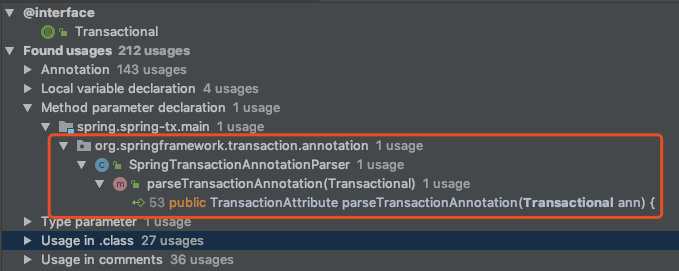 @interface
Transactional
Found usages 212 usages
Annotation 143 usages
Local variable declaration 4 usages
Method parameter declaration 1 usage
spring.spring-tx.main 1 usage
org.springframework.transaction.annotation 1 usage
SpringTransactionAnnotationParser 1 usage
parseTransactionAnnotation(Transactional) 1 usage
53 public TransactionAttribute parseTransactionAnnotation(Transactional ann) {
Type parameter 1 usage
Usage in .class 27 usages
Usage in comments 36 usages